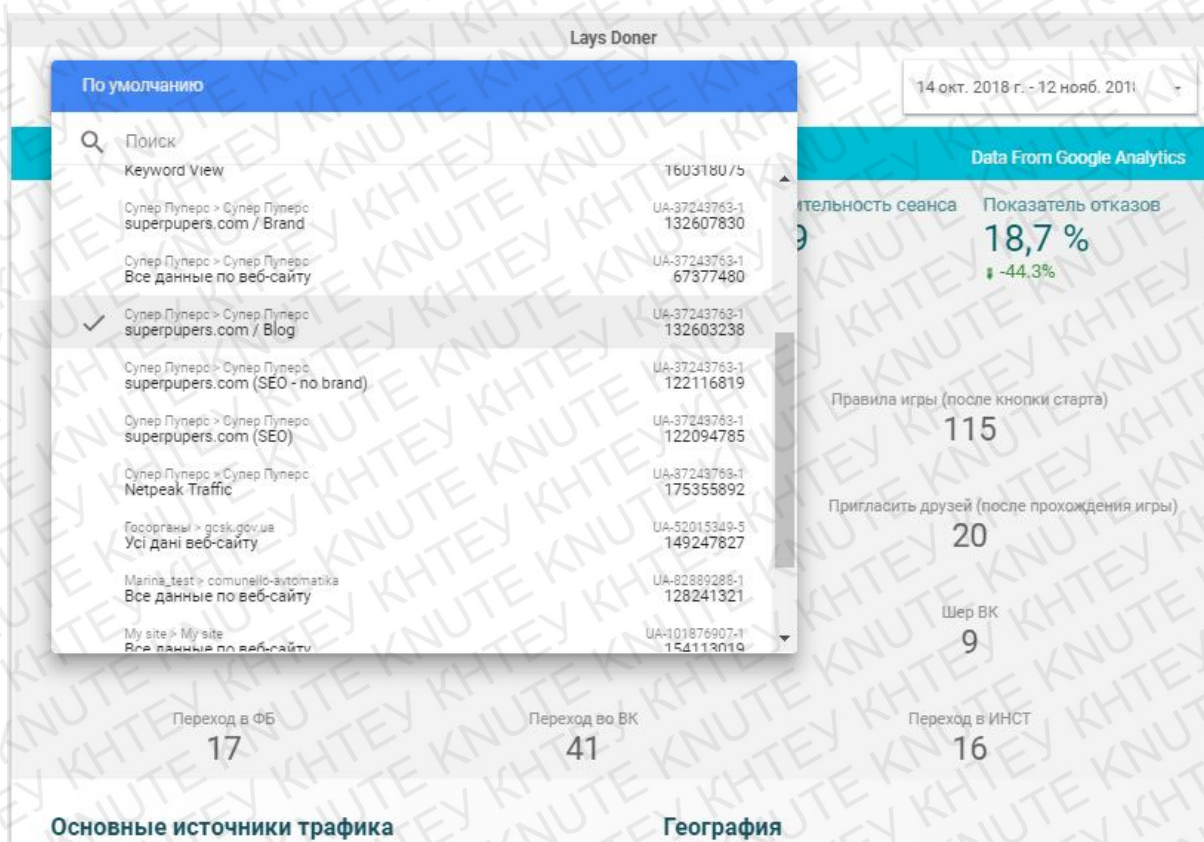 Lays Doner
По умолчанию
14 окт. 2018 г. - 12 нояб. 201
Поиск
Data From Google Analytics
Keyword View 160318075
Супер Пуперс > Супер Пуперс UA-37243763-1
superpupers.com / Brand 132607830
ительность сеанса Показатель отказов
9 18,7 %
-44.3%
Супер Пуперс > Супер Пуперс UA-37243763-1
Все данные по веб-сайту 67377480
Супер Пуперс > Супер Пуперс UA-37243763-1
superpupers.com / Blog 132603238
Супер Пуперс > Супер Пуперс UA-37243763-1
superpupers.com (SEO - no brand) 122116819
Правила игры (после кнопки старта)
115
Супер Пуперс > Супер Пуперс UA-37243763-1
superpupers.com (SEO) 122094785
Супер Пуперс > Супер Пуперс UA-37243763-1
Netpeak Traffic 175355892
Пригласить друзей (после прохождения игры)
20
Госорганы > gcsk.gov.ua UA-52015349-5
Усі дані веб-сайту 149247827
Marina_test > comunello-avtomatika UA-82889288-1
Все данные по веб-сайту 128241321
Шер ВК
9
My site > My site UA-101876907-1
Все данные по веб-сайту 154113019
Переход в ФБ Переход во ВК Переход в ИНСТ
17 41 16
Основные источники трафика География